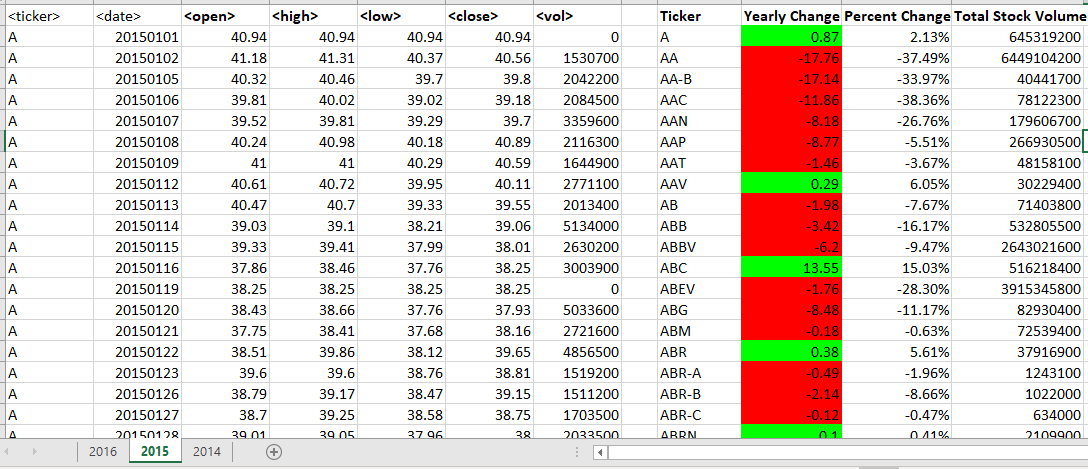 <ticker> <date> <open> <high> <low> <close> <vol> Ticker Yearly Change Percent Change Total Stock Volume
A 20150101 40.94 40.94 40.94 40.94 0 A 0.87 2.13% 645319200
A 20150102 41.18 41.31 40.37 40.56 1530700 AA -17.76 -37.49% 6449104200
A 20150105 40.32 40.46 39.7 39.8 2042200 AA-B -17.14 -33.97% 40441700
A 20150106 39.81 40.02 39.02 39.18 2084500 AAC -11.86 -38.36% 78122300
A 20150107 39.52 39.81 39.29 39.7 3359600 AAN -8.18 -26.76% 179606700
A 20150108 40.24 40.98 40.18 40.89 2116300 AAP -8.77 -5.51% 266930500
A 20150109 41 41 40.29 40.59 1644900 AAT -1.46 -3.67% 48158100
A 20150112 40.61 40.72 39.95 40.11 2771100 AAV 0.29 6.05% 30229400
A 20150113 40.47 40.7 39.33 39.55 2013400 AB -1.98 -7.67% 71403800
A 20150114 39.03 39.1 38.21 39.06 5134000 ABB -3.42 -16.17% 532805500
A 20150115 39.33 39.41 37.99 38.01 2630200 ABBV -6.2 -9.47% 2643021600
A 20150116 37.86 38.46 37.76 38.25 3003900 ABC 13.55 15.03% 516218400
A 20150119 38.25 38.25 38.25 38.25 0 ABEV -1.76 -28.30% 3915345800
A 20150120 38.43 38.66 37.76 37.93 5033600 ABG -8.48 -11.17% 82930400
A 20150121 37.75 38.41 37.68 38.16 2721600 ABM -0.18 -0.63% 72539400
A 20150122 38.51 39.86 38.12 39.65 4856500 ABR 0.38 5.61% 37916900
A 20150123 39.6 39.6 38.76 38.81 1519200 ABR-A -0.49 -1.96% 1243100
A 20150126 38.79 39.17 38.47 39.15 1511200 ABR-B -2.14 -8.66% 1022000
A 20150127 38.7 39.25 38.58 38.75 1703500 ABR-C -0.12 -0.47% 634000
A 20150128 39.01 39.05 37.96 38 2033500 ABRN 0.1 0.41% 2109900
2016 2015 2014